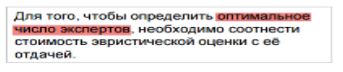 Для того, чтобы определить оптимальное
число экспертов, необходимо соотнести
стоимость эвристической оценки с её
отдачей.